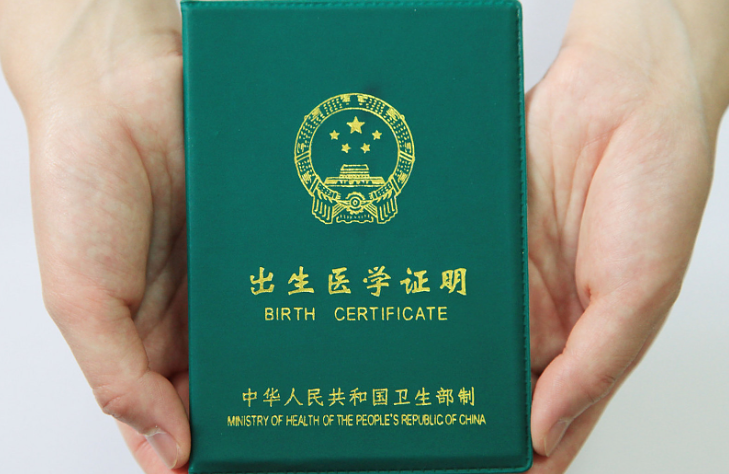 出生医学证明
BIRTH CERTIFICATE
中华人民共和国卫生部制
MINISTRY OF HEALTH OF THE PEOPLE'S REPUBLIC OF CHINA